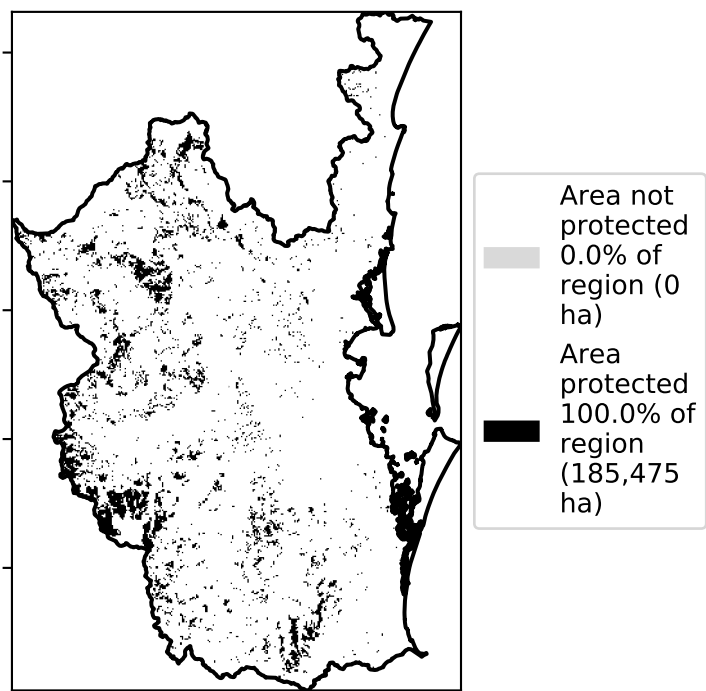 Area not
protected
0.0% of
region (0
ha)
Area
protected
100.0% of
region
(185,475
ha)